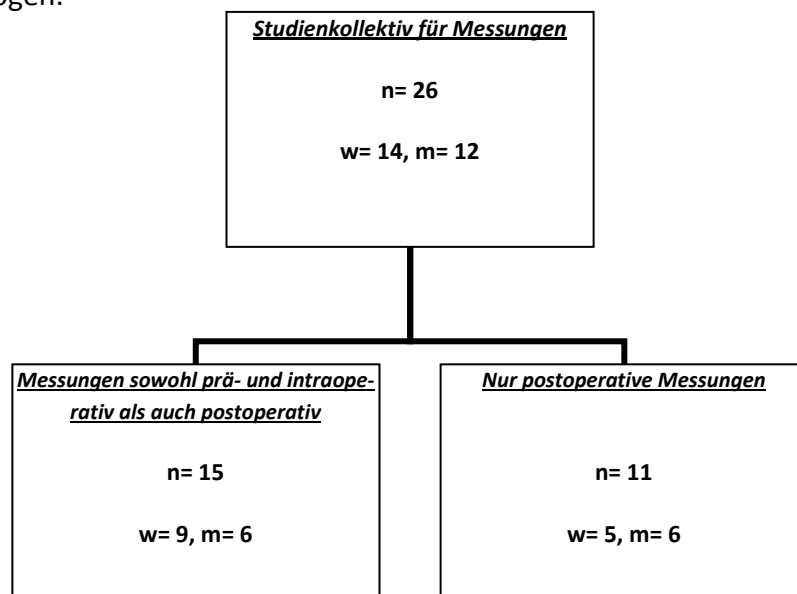 Studienkollektiv für Messungen
n= 26
w= 14, m= 12
Messungen sowohl prä- und intraope-
rativ als auch postoperativ
n= 15
w= 9, m= 6
Nur postoperative Messungen
n= 11
w= 5, m= 6